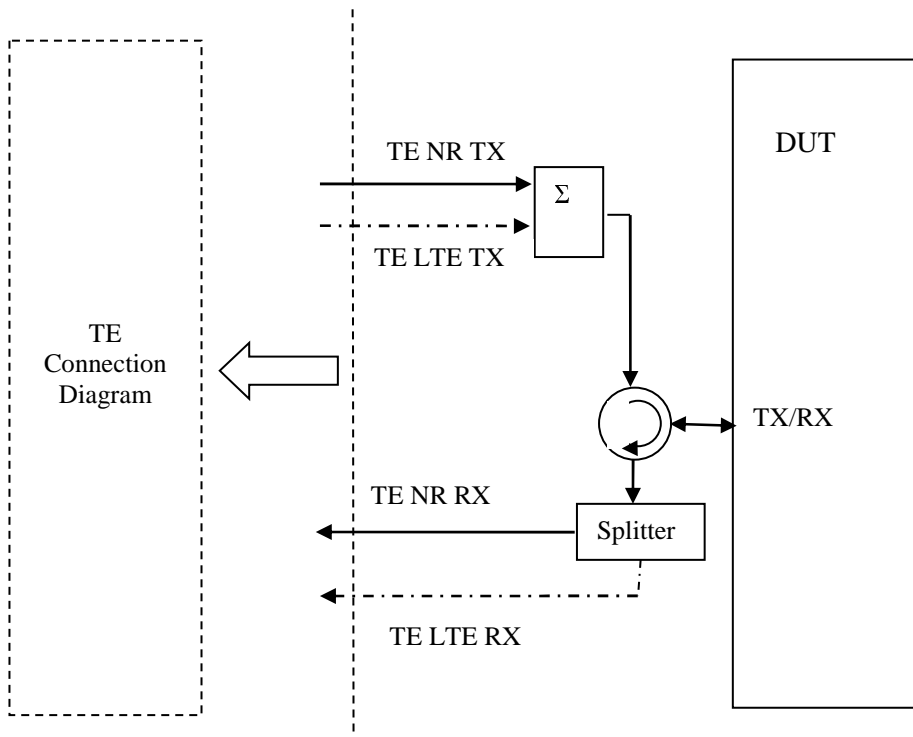 TE NR TX
DUT
Σ
TE LTE TX
TE
Connection
Diagram
TX/RX
TE NR RX
Splitter
TE LTE RX